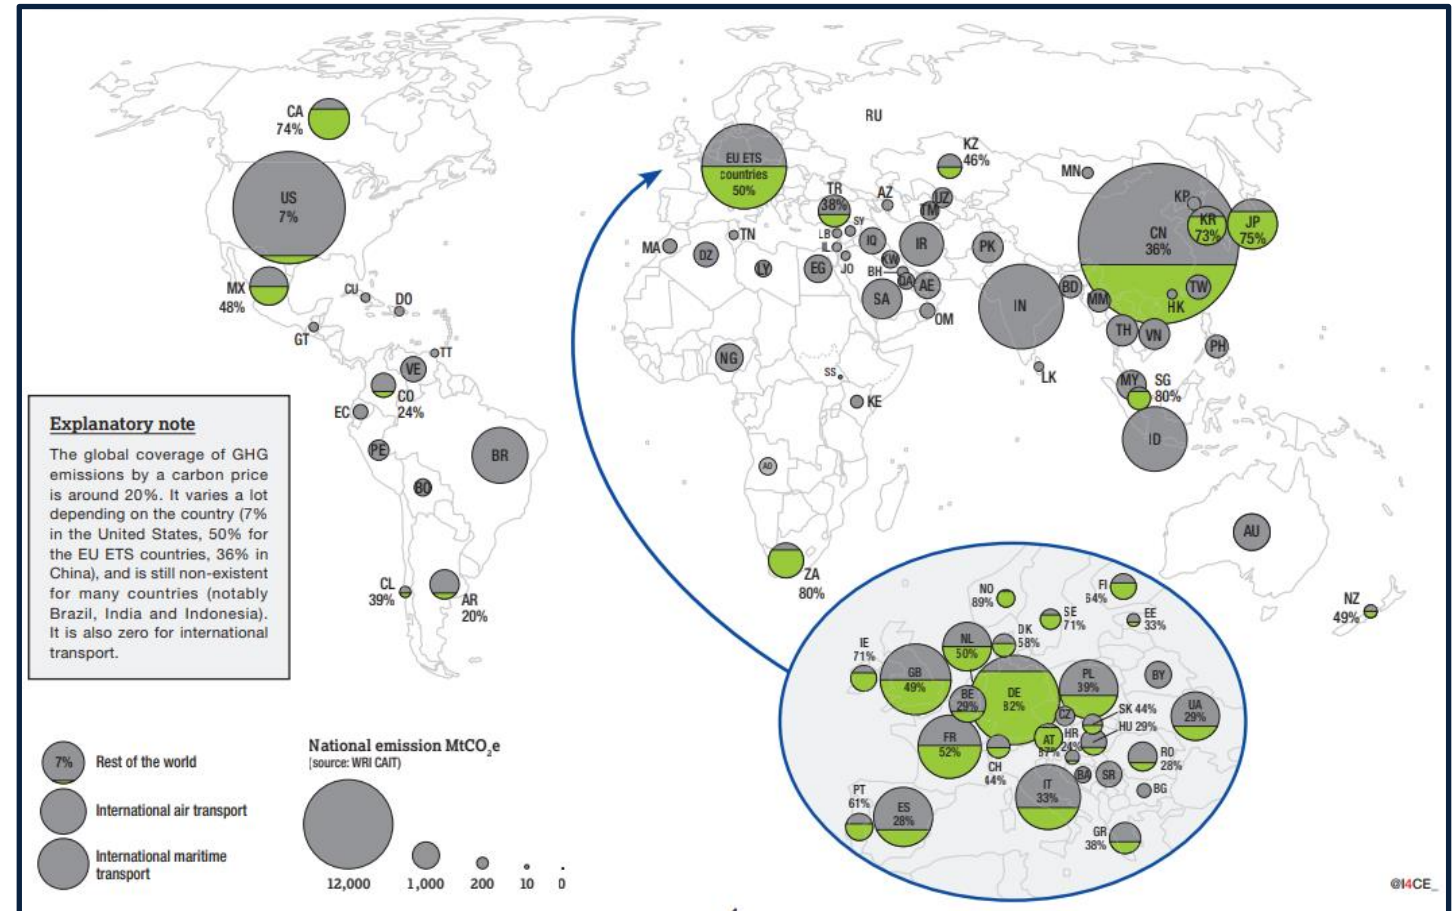 CA
74%
US
7%
MX
48%
CU
DO
GT
TT
VE
CO
24%
EC
PE
BR
BO
CL
39%
AR
20%
Explanatory note
The global coverage of GHG
emissions by a carbon price
is around 20%. It varies a lot
depending on the country (7%
in the United States, 50% for
the EU ETS countries, 36% in
China), and is still non-existent
for many countries (notably
Brazil, India and Indonesia).
It is also zero for international
transport.
RU
EU ETS
countries
50%
KZ
46%
MN
TR
38%
AZ
UZ
TM
SY
LB
IL
JO
IQ
IR
PK
KW
BH
QA
AE
SA
OM
MA
TN
DZ
LY
EG
NG
SS
KE
AO
ZA
80%
KP
KR
73%
JP
75%
CN
36%
IN
BD
MM
TW
HK
TH
VN
PH
LK
MY
SG
80%
ID
AU
NZ
49%
NO
89%
FI
64%
SE
71%
EE
33%
DK
58%
IE
71%
NL
50%
GB
49%
BE
29%
DE
82%
PL
39%
BY
UA
29%
CZ
SK 44%
HU 29%
FR
52%
CH
44%
AT
HR
24%
RO
28%
BA
SR
BG
IT
33%
PT
61%
ES
28%
GR
38%
7%
Rest of the world
International air transport
International maritime
transport
National emission MtCO₂e
(source: WRI CAIT)
12,000
1,000
200
10
0
@I4CE_